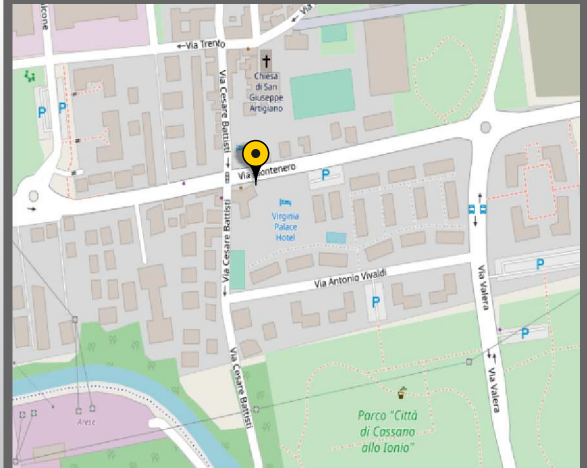 Via Trento
Via Cesare Battisti
Chiesa
di San
Giuseppe
Artigiano
P
P
Via Montenero
P
Virginia
Palace
Hotel
Via Cesare Battisti
P
Via Antonio Vivaldi
P
Via Valera
P
Via Cesare Battisti
Via Valera
Parco "Città
di Cassano
allo Ionio"
Arese